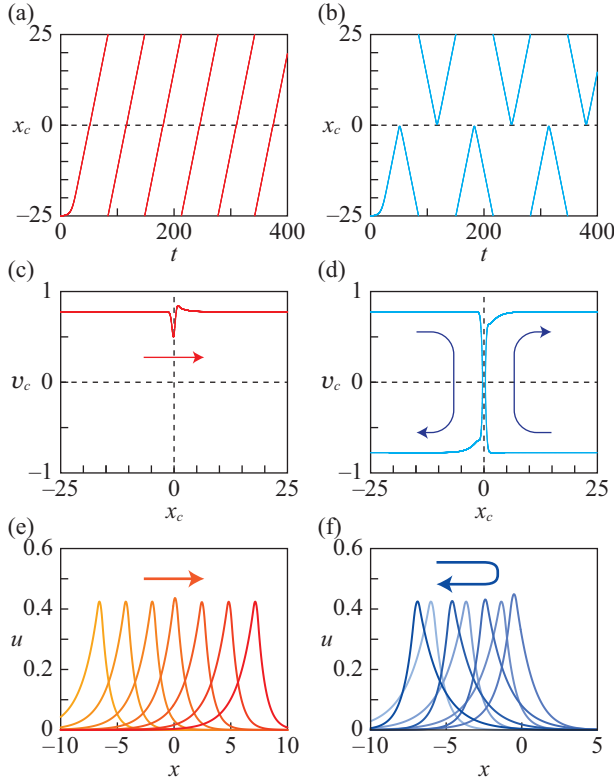 (a) (b)
25 25
x_c 0 x_c 0
−25 −25
0 200 400 0 200 400
t t
(c) (d)
1 1
υ_c 0 υ_c 0
−1 −1
−25 0 25 −25 0 25
x_c x_c
(e) (f)
0.6 0.6
0.4 0.4
u u
0.2 0.2
0 0
−10 −5 0 5 10 −10 −5 0 5
x x